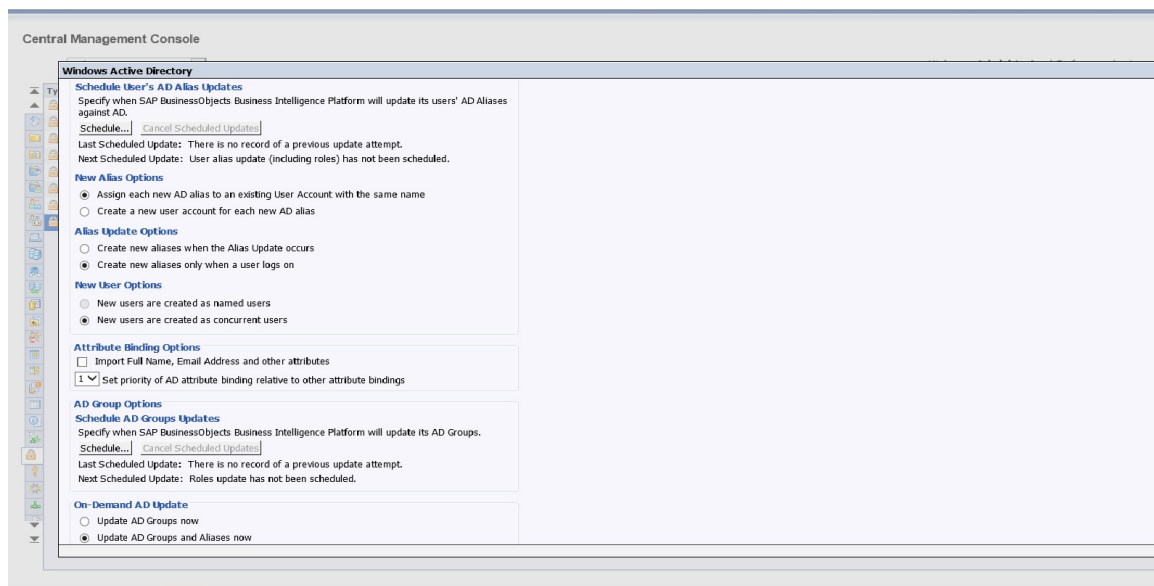 Central Management Console
Windows Active Directory
Ty
Schedule User's AD Alias Updates
Specify when SAP BusinessObjects Business Intelligence Platform will update its users' AD Aliases
against AD.
Schedule... Cancel Scheduled Updates
Last Scheduled Update: There is no record of a previous update attempt.
Next Scheduled Update: User alias update (including roles) has not been scheduled.
New Alias Options
Assign each new AD alias to an existing User Account with the same name
Create a new user account for each new AD alias
Alias Update Options
Create new aliases when the Alias Update occurs
Create new aliases only when a user logs on
New User Options
New users are created as named users
New users are created as concurrent users
Attribute Binding Options
Import Full Name, Email Address and other attributes
1 Set priority of AD attribute binding relative to other attribute bindings
AD Group Options
Schedule AD Groups Updates
Specify when SAP BusinessObjects Business Intelligence Platform will update its AD Groups.
Schedule... Cancel Scheduled Updates
Last Scheduled Update: There is no record of a previous update attempt.
Next Scheduled Update: Roles update has not been scheduled.
On-Demand AD Update
Update AD Groups now
Update AD Groups and Aliases now